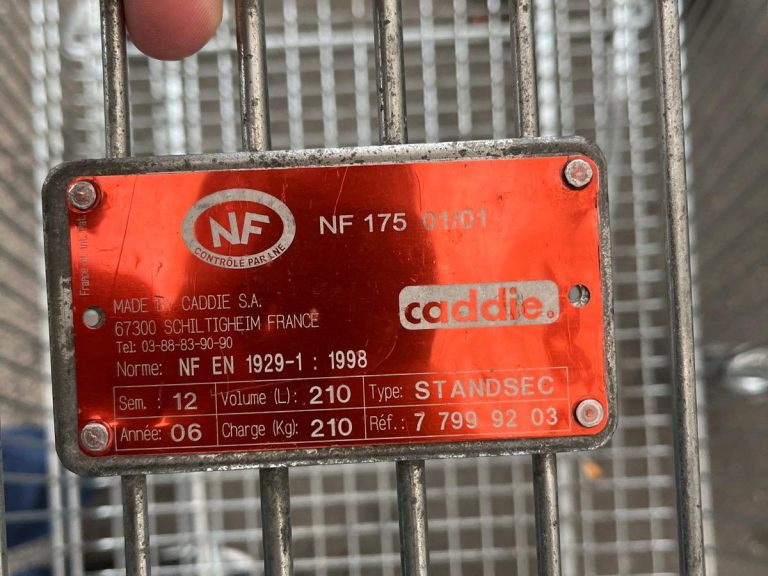 NF
CONTRÔLÉ PAR LNE
NF 175 01/01
MADE BY CADDIE S.A.
67300 SCHILTIGHEIM FRANCE
Tel: 03-88-83-90-90
caddie®
Norme: NF EN 1929-1 : 1998
Sem. : 12 Volume (L): 210 Type: STANDSEC
Année: 06 Charge (Kg): 210 Réf.: 7 799 92 03
France